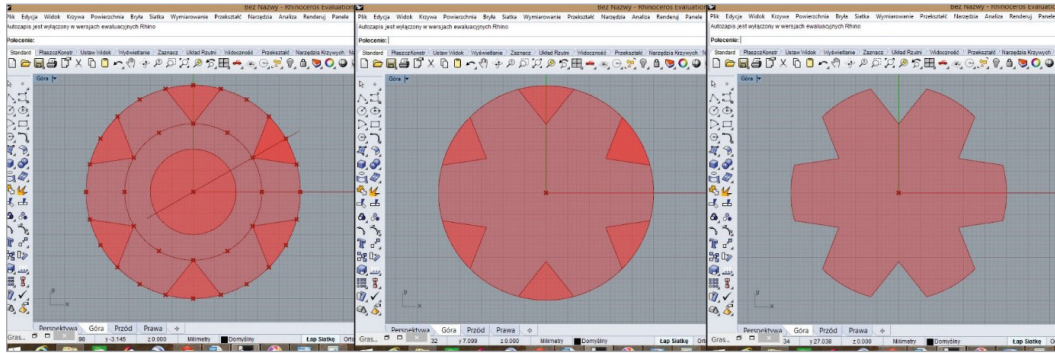 Bez Nazwy - Rhinoceros Evaluation
Plik Edycja Widok Krzywa Powierzchnia Bryła Siatka Wymiarowanie Przekształć Narzędzia Analiza Renderuj Panele
Autozapis jest wyłączony w wersjach ewaluacyjnych Rhino
Polecenie:
Standard PłaszczKonstr Ustaw Widok Wyświetlanie Zaznacz Układ Rzutni Widoczność Przekształć Narzędzia Krzywych
Góra
y
x
Perspektywa Góra Przód Prawa
Gras... 98 y -3.145 z 0.000 Milimetry Domyślny Łap Siatkę
Bez Nazwy - Rhinoceros Evaluation
Plik Edycja Widok Krzywa Powierzchnia Bryła Siatka Wymiarowanie Przekształć Narzędzia Analiza Renderuj Panele
Autozapis jest wyłączony w wersjach ewaluacyjnych Rhino
Polecenie:
Standard PłaszczKonstr Ustaw Widok Wyświetlanie Zaznacz Układ Rzutni Widoczność Przekształć Narzędzia Krzywych
Góra
y
x
Perspektywa Góra Przód Prawa
Gras... 32 y 7.099 z 0.000 Milimetry Domyślny Łap Siatkę
Bez Nazwy - Rhinoceros Evaluation
Plik Edycja Widok Krzywa Powierzchnia Bryła Siatka Wymiarowanie Przekształć Narzędzia Analiza Renderuj Panele
Autozapis jest wyłączony w wersjach ewaluacyjnych Rhino
Polecenie:
Standard PłaszczKonstr Ustaw Widok Wyświetlanie Zaznacz Układ Rzutni Widoczność Przekształć Narzędzia Krzywych
Góra
y
x
Perspektywa Góra Przód Prawa
Gras... 34 y 27.038 z 0.000 Milimetry Domyślny Łap Siatkę